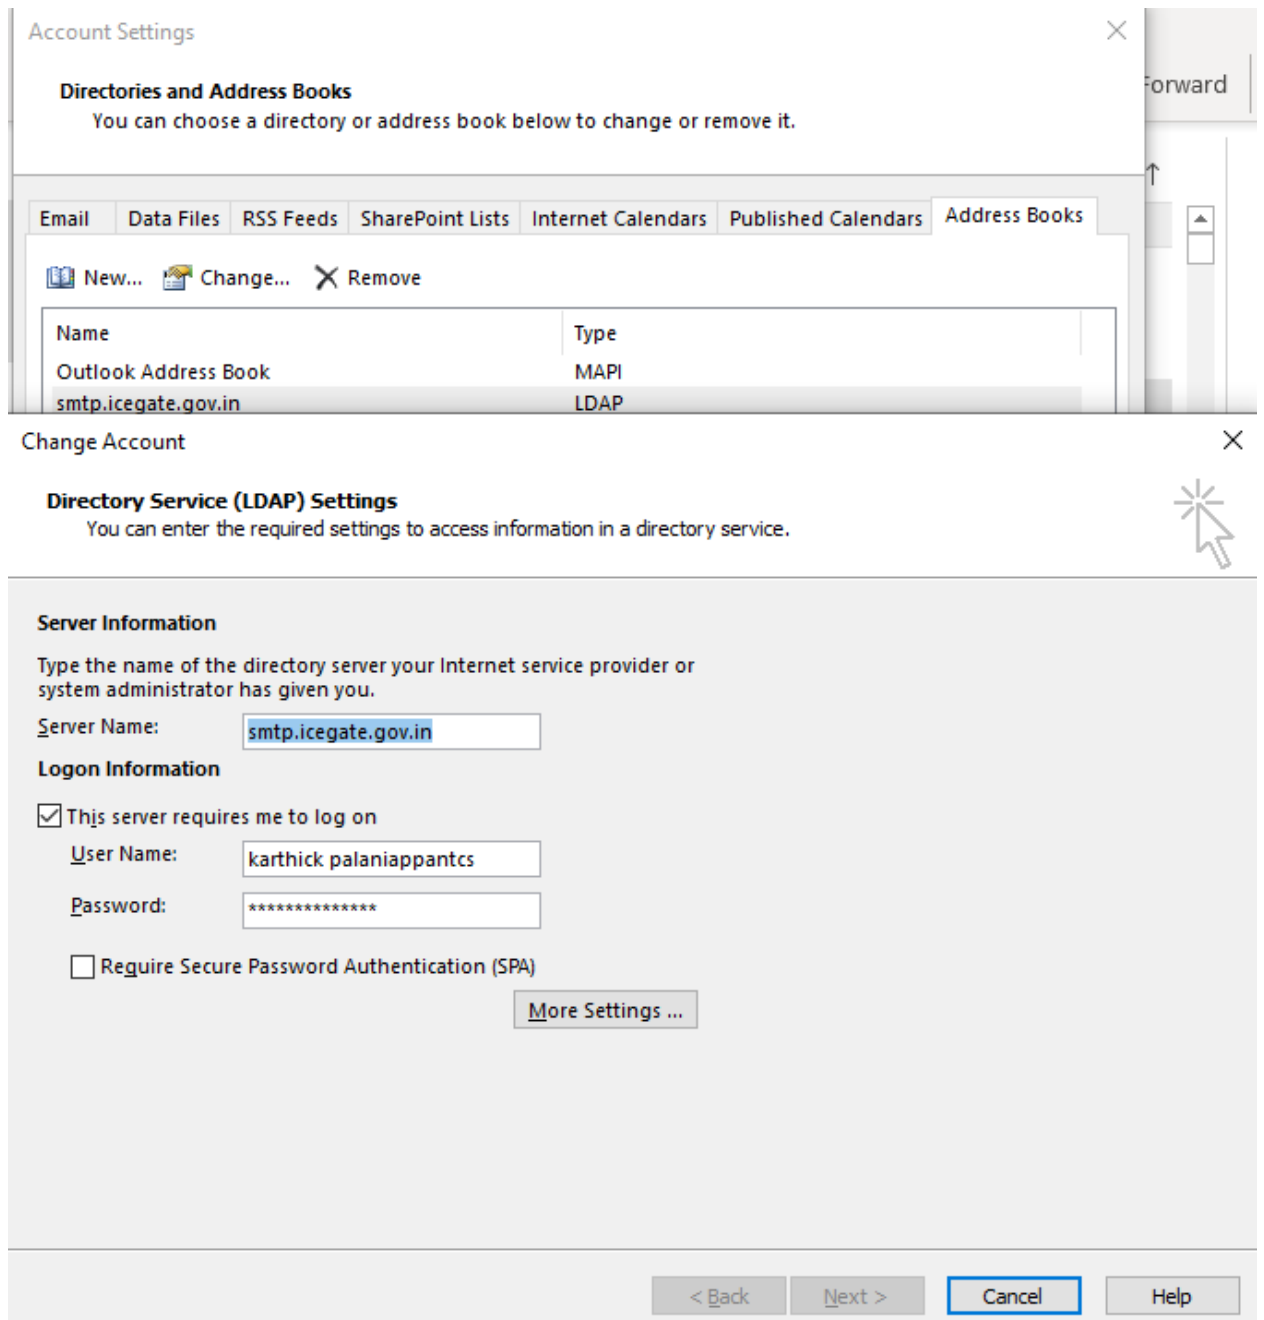 Account Settings
Forward
Directories and Address Books
You can choose a directory or address book below to change or remove it.
Email Data Files RSS Feeds SharePoint Lists Internet Calendars Published Calendars Address Books
New... Change... Remove
Name Type
Outlook Address Book MAPI
smtp.icegate.gov.in LDAP
Change Account
Directory Service (LDAP) Settings
You can enter the required settings to access information in a directory service.
Server Information
Type the name of the directory server your Internet service provider or
system administrator has given you.
Server Name: smtp.icegate.gov.in
Logon Information
This server requires me to log on
User Name: karthick palaniappantcs
Password: **************
Require Secure Password Authentication (SPA)
More Settings ...
< Back Next > Cancel Help